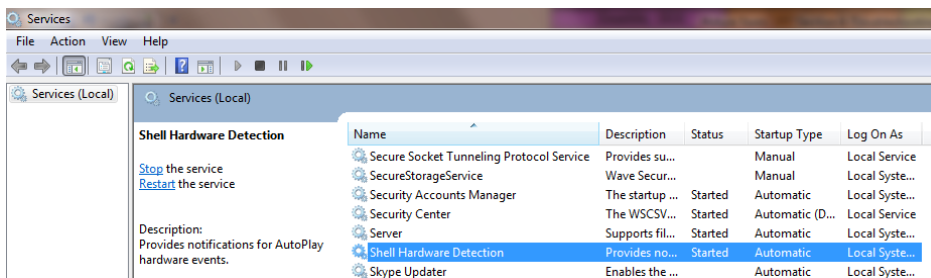 Services
File Action View Help
Services (Local)
Services (Local)
Shell Hardware Detection
Stop the service
Restart the service
Description:
Provides notifications for AutoPlay
hardware events.
Name Description Status Startup Type Log On As
Secure Socket Tunneling Protocol Service Provides su... Manual Local Service
SecureStorageService Wave Secur... Manual Local Syste...
Security Accounts Manager The startup ... Started Automatic Local Syste...
Security Center The WSCSV... Started Automatic (D... Local Service
Server Supports fil... Started Automatic Local Syste...
Shell Hardware Detection Provides no... Started Automatic Local Syste...
Skype Updater Enables the ... Automatic Local Syste...